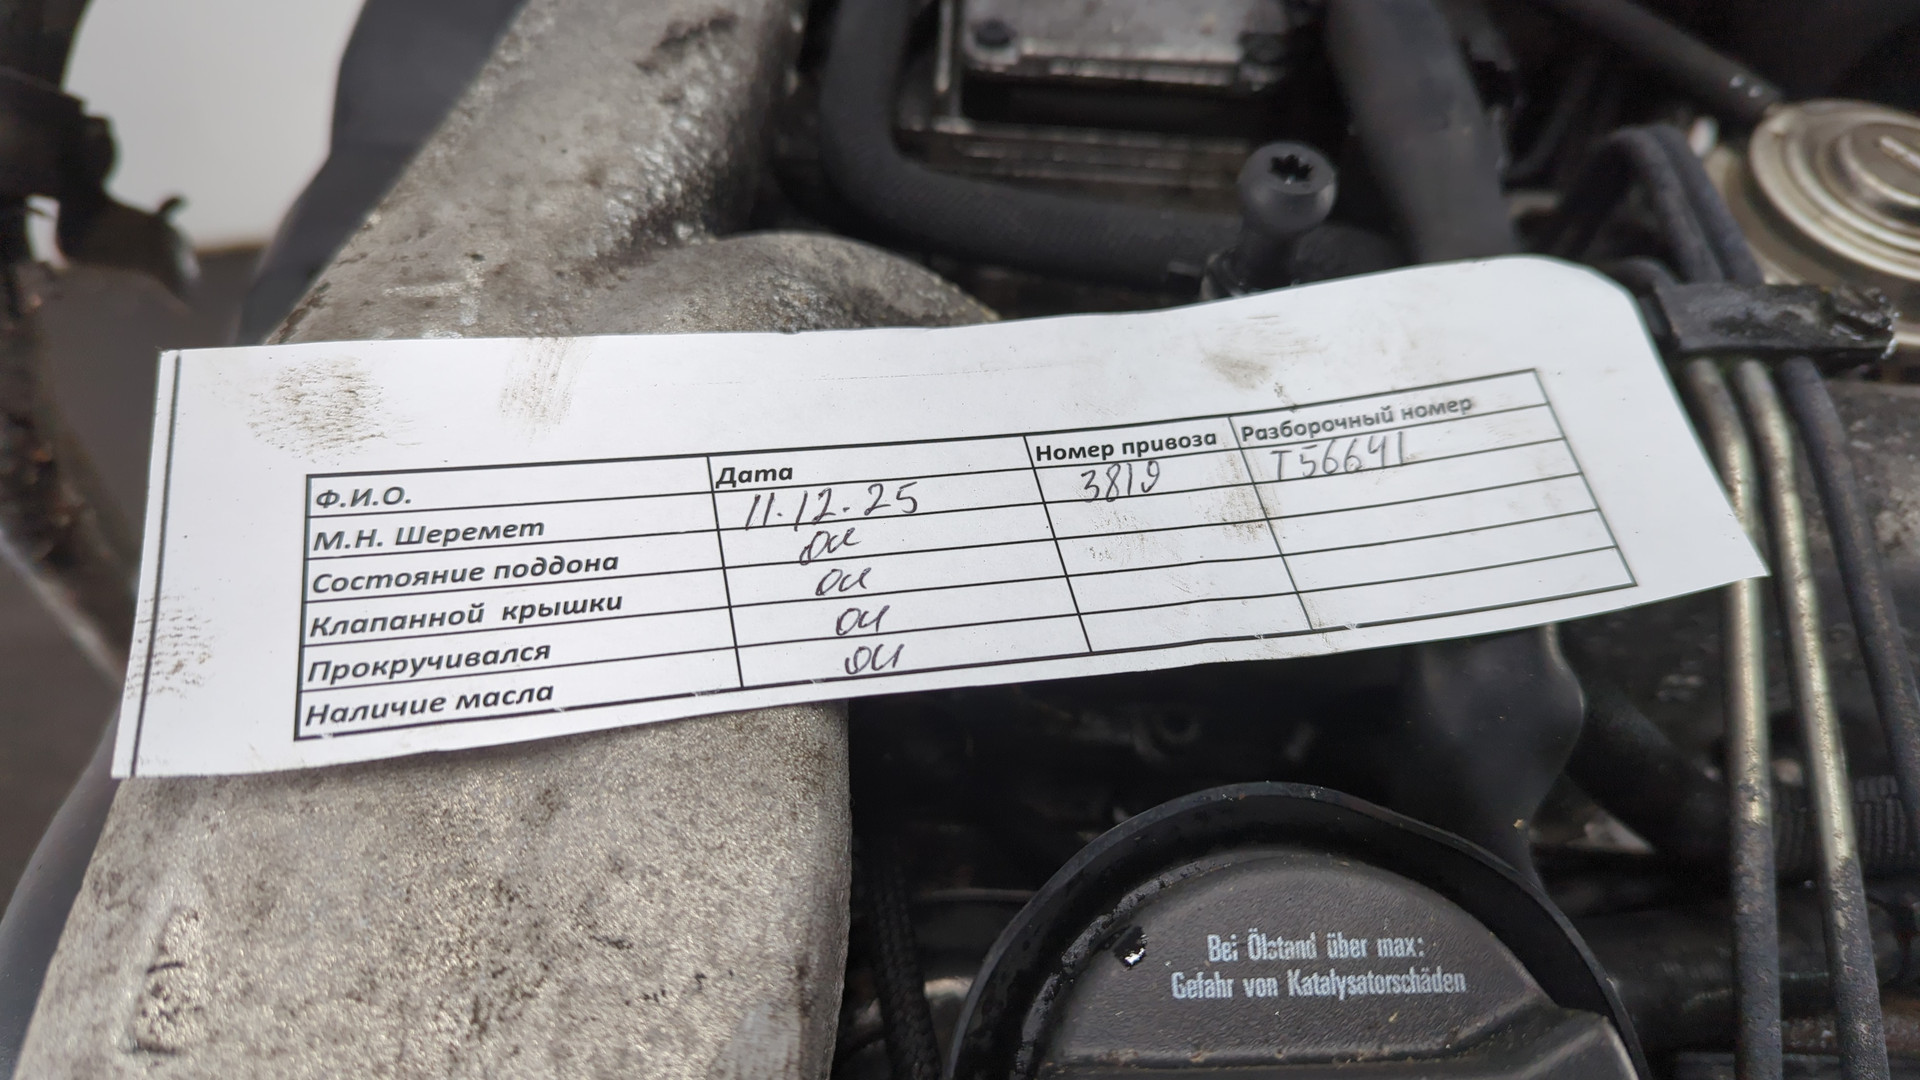 Ф.И.О. Дата Номер привоза Разборочный номер
М.Н. Шеремет 11.12.25 3819 Т56641
Состояние поддона ок
Клапанной крышки ок
Прокручивался ок
Наличие масла ок
Bei Ölstand über max:
Gefahr von Katalysatorschäden